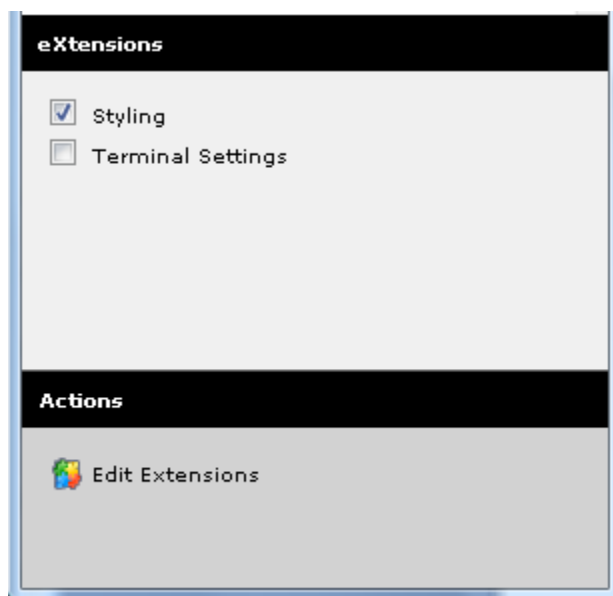 eXtensions
Styling
Terminal Settings
Actions
Edit Extensions